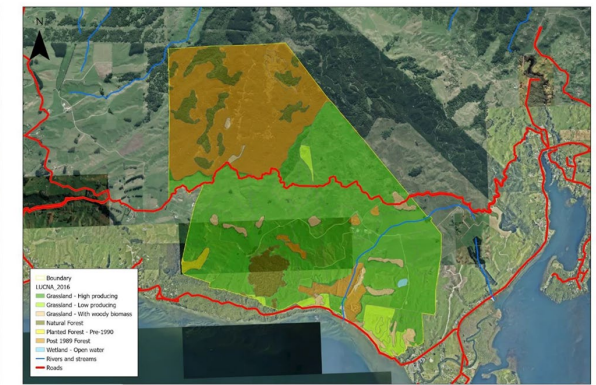 N
Boundary
LUCNA_2016
Grassland - High producing
Grassland - Low producing
Grassland - With woody biomass
Natural Forest
Planted Forest - Pre-1990
Post 1989 Forest
Wetland - Open water
Rivers and streams
Roads